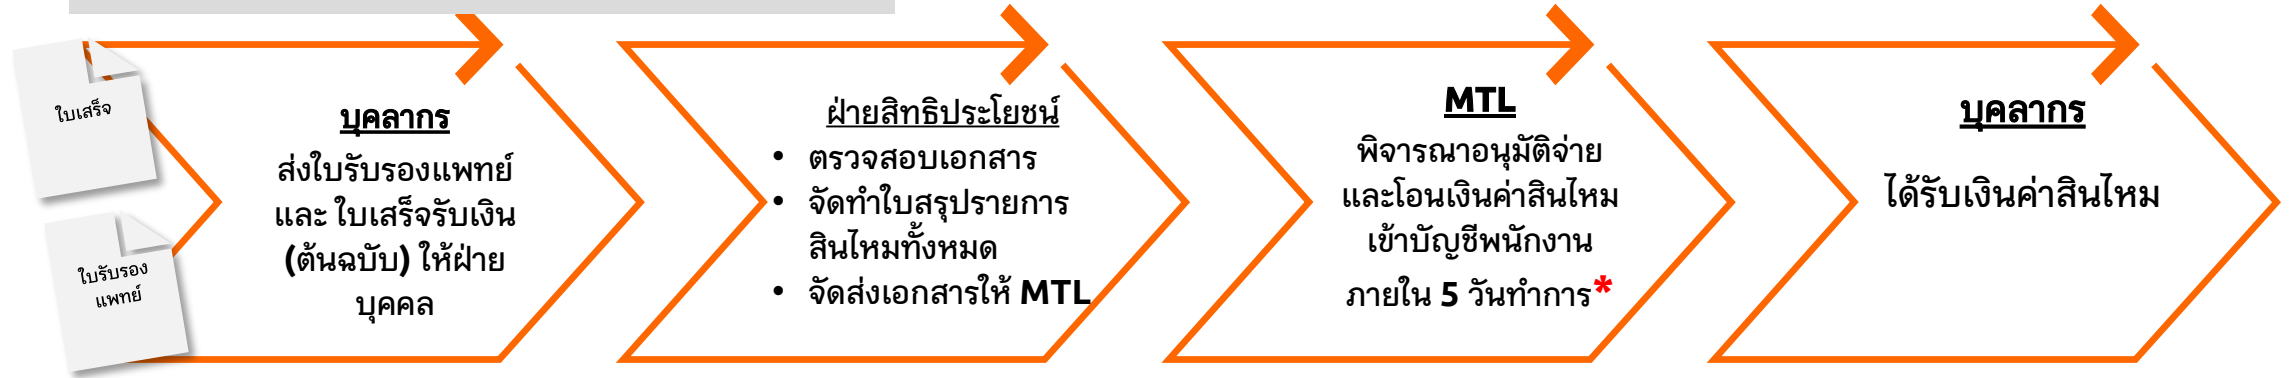 ใบเสร็จ
ใบรับรอง
แพทย์
บุคลากร
ส่งใบรับรองแพทย์
และ ใบเสร็จรับเงิน
(ต้นฉบับ) ให้ฝ่าย
บุคคล
ฝ่ายสิทธิประโยชน์
• ตรวจสอบเอกสาร
• จัดทำใบสรุปรายการ
สินไหมทั้งหมด
• จัดส่งเอกสารให้ MTL
MTL
พิจารณาอนุมัติจ่าย
และโอนเงินค่าสินไหม
เข้าบัญชีพนักงาน
ภายใน 5 วันทำการ*
บุคลากร
ได้รับเงินค่าสินไหม